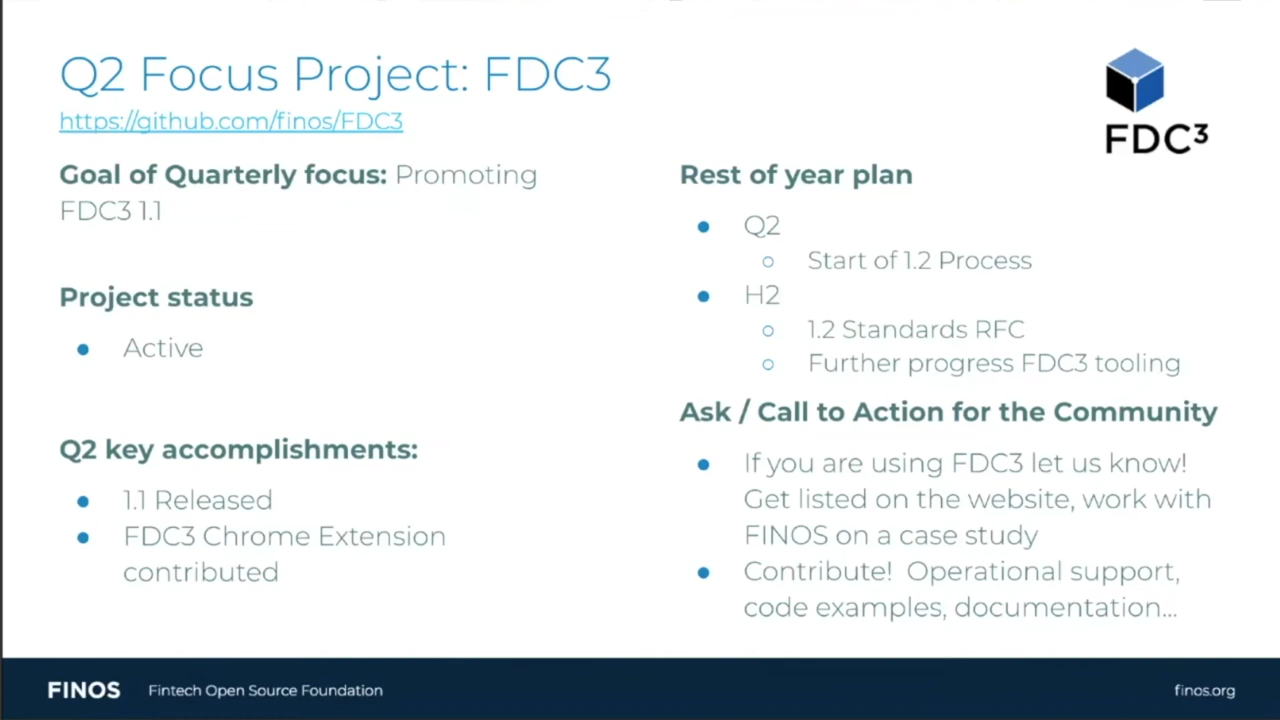 Q2 Focus Project: FDC3
https://github.com/finos/FDC3
FDC³
Goal of Quarterly focus: Promoting
FDC3 1.1
Project status
Active
Q2 key accomplishments:
1.1 Released
FDC3 Chrome Extension
contributed
Rest of year plan
Q2
Start of 1.2 Process
H2
1.2 Standards RFC
Further progress FDC3 tooling
Ask / Call to Action for the Community
If you are using FDC3 let us know!
Get listed on the website, work with
FINOS on a case study
Contribute!  Operational support,
code examples, documentation...
FINOS Fintech Open Source Foundation
finos.org